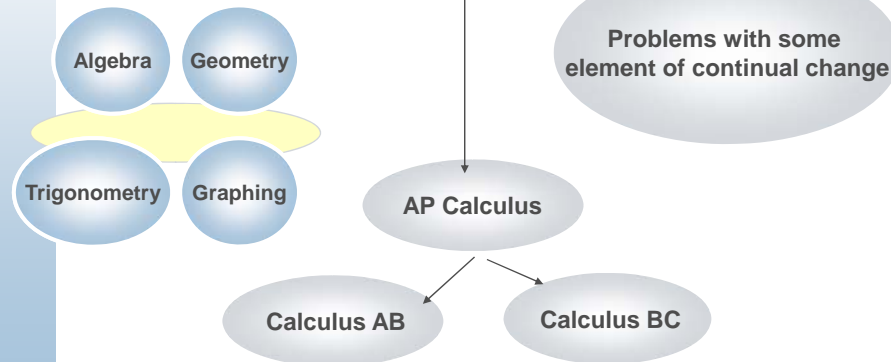 Problems with some
element of continual change
Algebra
Geometry
Trigonometry
Graphing
AP Calculus
Calculus AB
Calculus BC